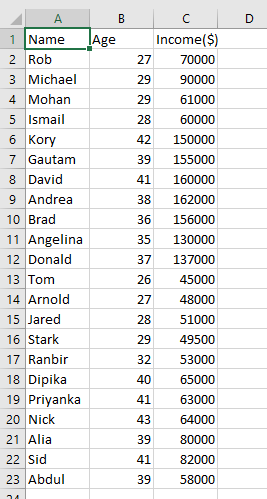 A B C D
1 Name Age Income($)
2 Rob 27 70000
3 Michael 29 90000
4 Mohan 29 61000
5 Ismail 28 60000
6 Kory 42 150000
7 Gautam 39 155000
8 David 41 160000
9 Andrea 38 162000
10 Brad 36 156000
11 Angelina 35 130000
12 Donald 37 137000
13 Tom 26 45000
14 Arnold 27 48000
15 Jared 28 51000
16 Stark 29 49500
17 Ranbir 32 53000
18 Dipika 40 65000
19 Priyanka 41 63000
20 Nick 43 64000
21 Alia 39 80000
22 Sid 41 82000
23 Abdul 39 58000